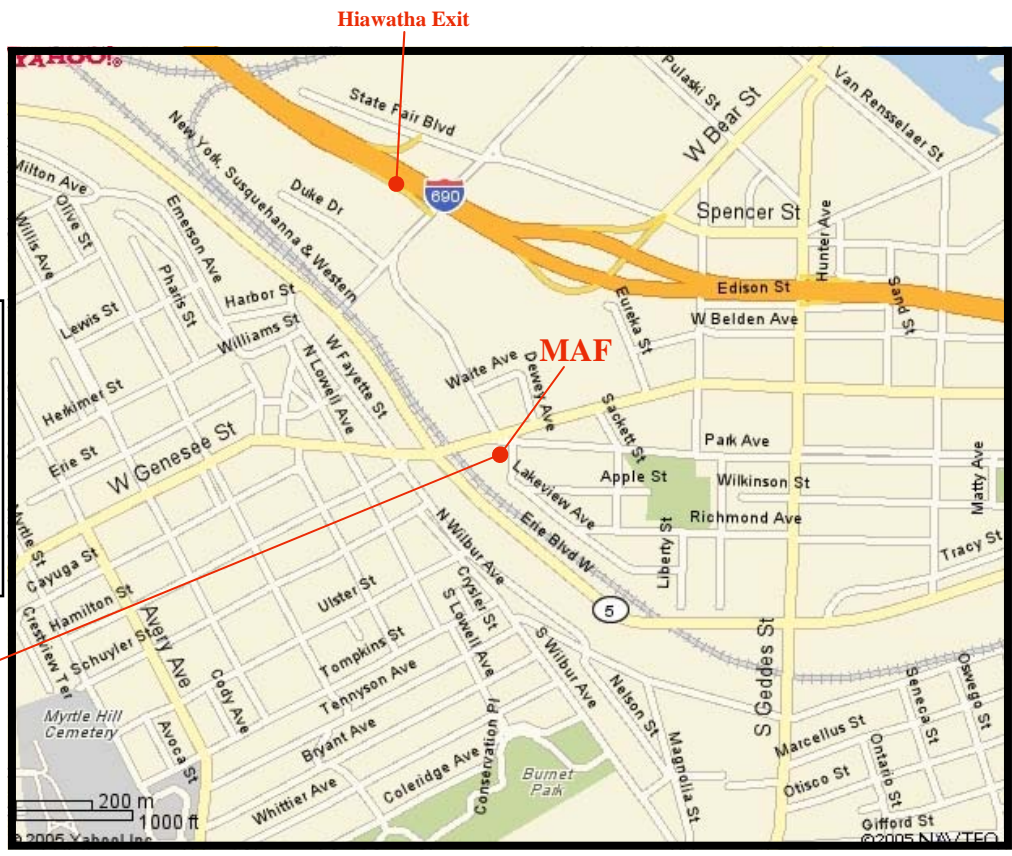 Hiawatha Exit
YAHOO!®
State Fair Blvd
Pulaski St
Van Rensselaer St
W Bear St
New York, Susquehanna & Western
690
Milton Ave
Olive St
Willis Ave
Emerson Ave
Duke Dr
Spencer St
Hunter Ave
Pharis St
Harbor St
Edison St
Sand St
Eureka St
W Belden Ave
Lewis St
Williams St
N Lowell Ave
W Fayette St
MAF
Waite Ave
Dewey Ave
Herkimer St
Sackett St
W Genesee St
Park Ave
Matty Ave
Erie St
Lakeview Ave
Apple St
Wilkinson St
Myrtle St
N Wilbur Ave
Erie Blvd W
Richmond Ave
Liberty St
Tracy St
Cayuga St
Hamilton St
Ulster St
Crysler St
5
Crestview Ter
Schuyler St
Avery Ave
Tompkins St
S Lowell Ave
S Wilbur Ave
S Geddes St
Cody Ave
Tennyson Ave
Nelson St
Seneca St
Oswego St
Myrtle Hill
Cemetery
Avoca St
Bryant Ave
Conservation Pl
Magnolia St
Marcellus St
Ontario St
Coleridge Ave
Burnet
Park
Otisco St
Whittier Ave
200 m
1000 ft
Gifford St
© 2005 Yahoo! Inc
©2005 NAVTEQ